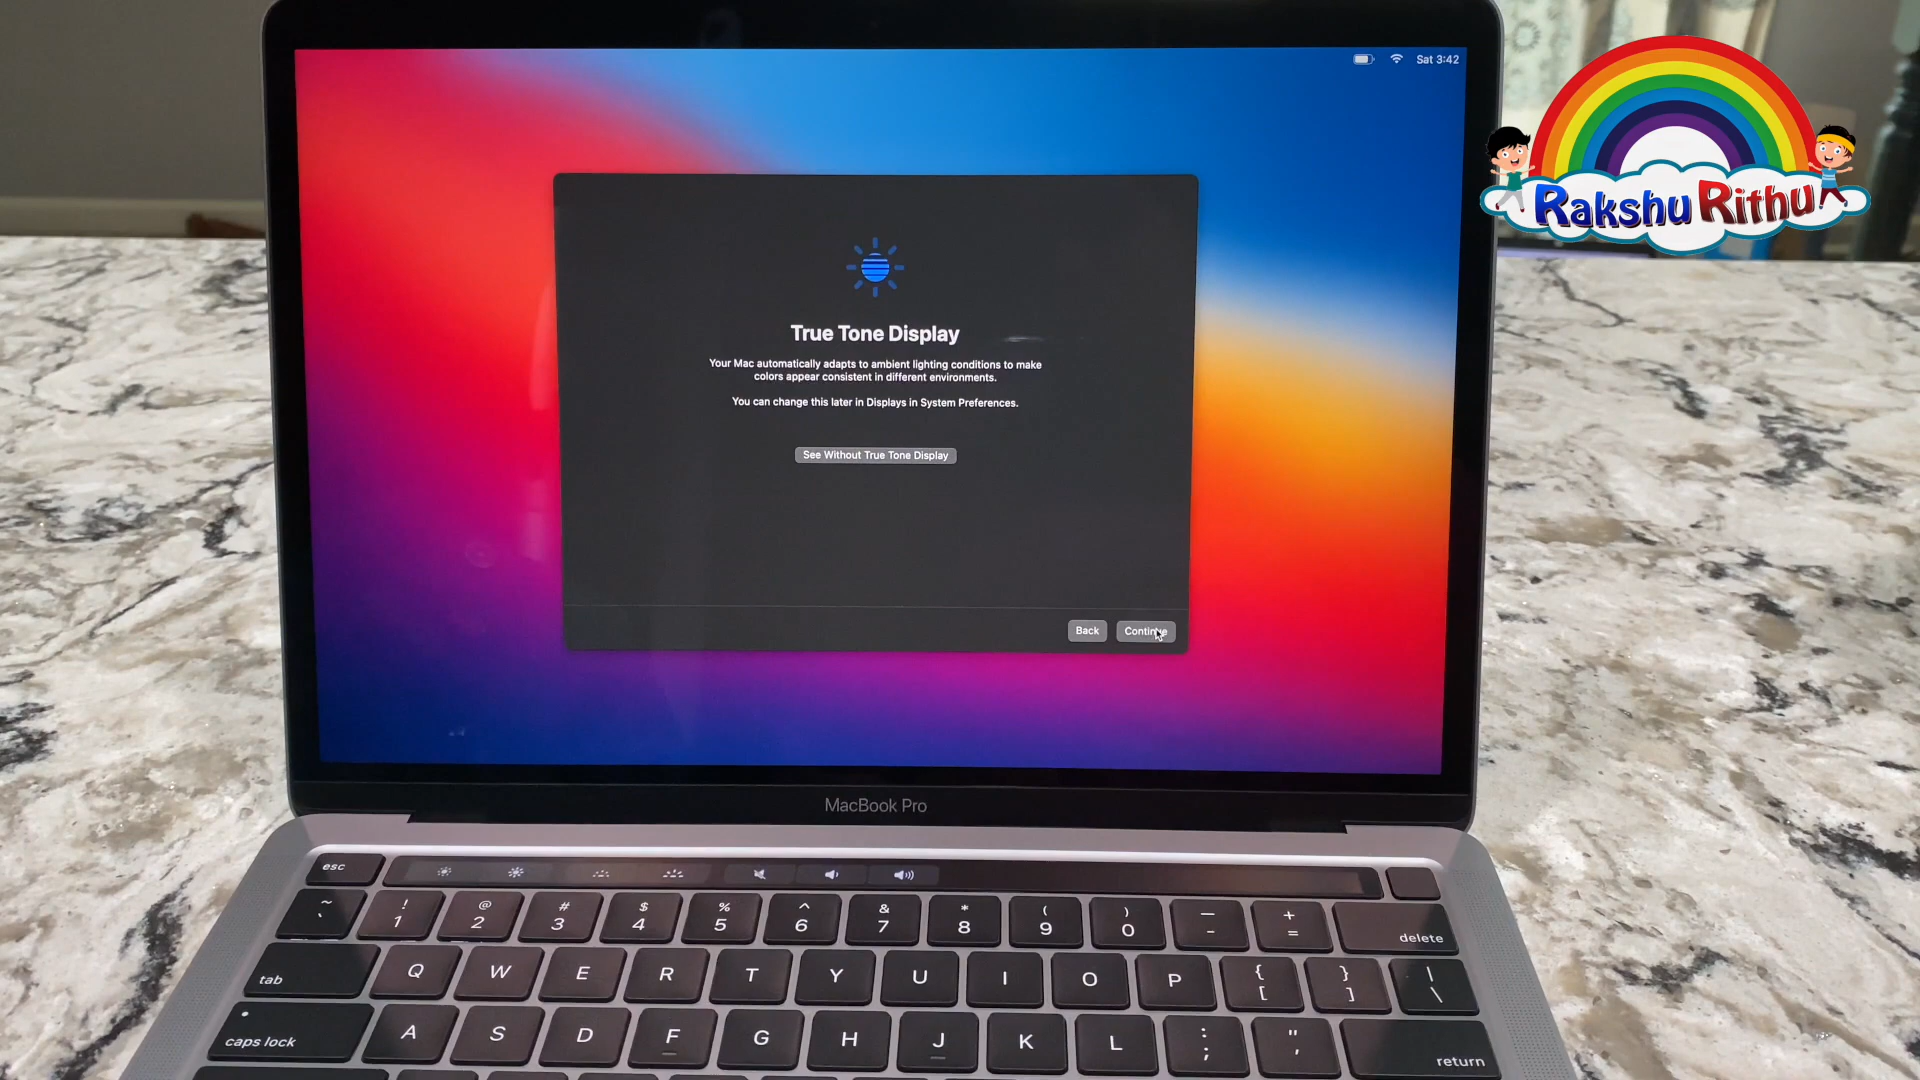 Sat 3:42
Rakshu Rithu
True Tone Display
Your Mac automatically adapts to ambient lighting conditions to make
colors appear consistent in different environments.
You can change this later in Displays in System Preferences.
See Without True Tone Display
Back Continue
MacBook Pro
esc
~ ! @ # $ % ^ & * ( ) — +
` 1 2 3 4 5 6 7 8 9 0 - =
delete
tab Q W E R T Y U I O P { [ } ] | \
caps lock A S D F G H J K L : ; " '
return